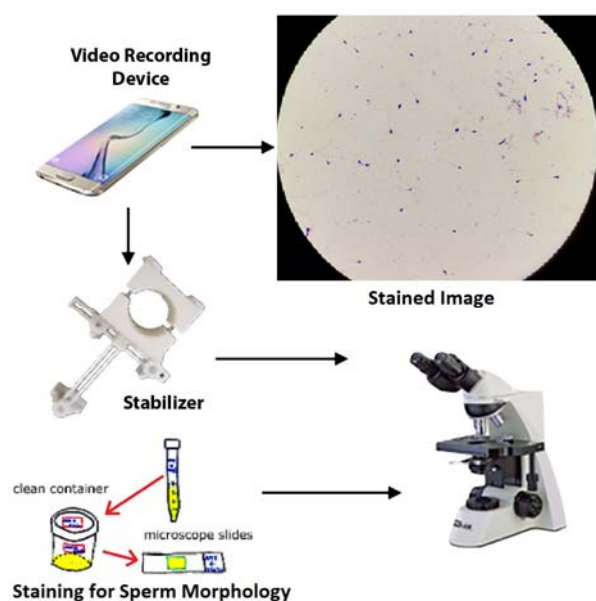 Video Recording
Device
Stained Image
Stabilizer
clean container
microscope slides
Staining for Sperm Morphology